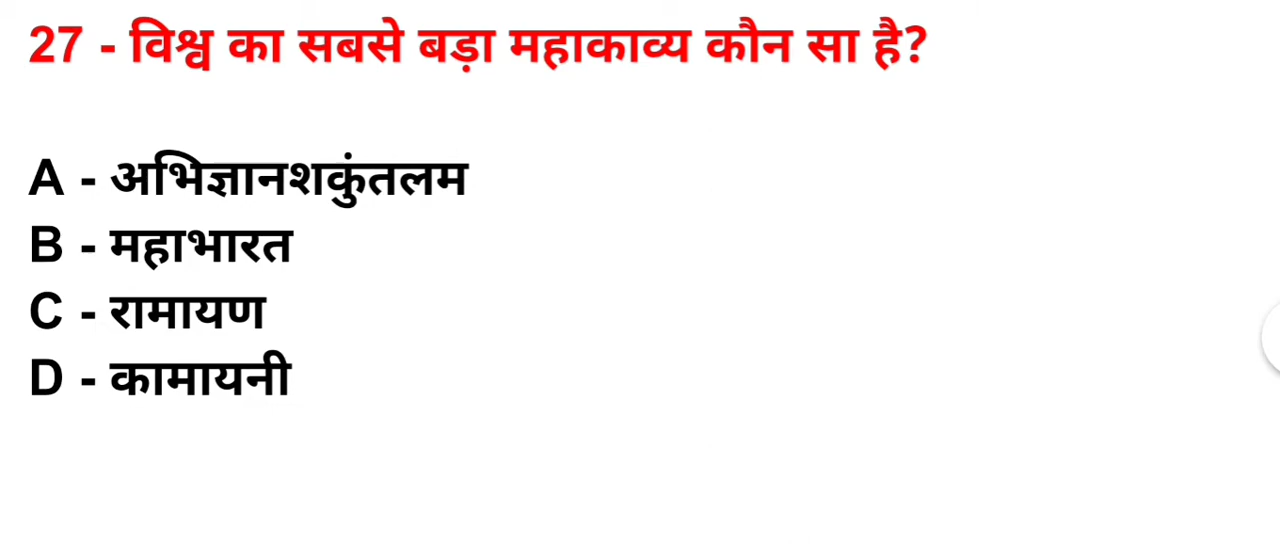 27 - विश्व का सबसे बड़ा महाकाव्य कौन सा है?
A - अभिज्ञानशकुंतलम
B - महाभारत
C - रामायण
D - कामायनी